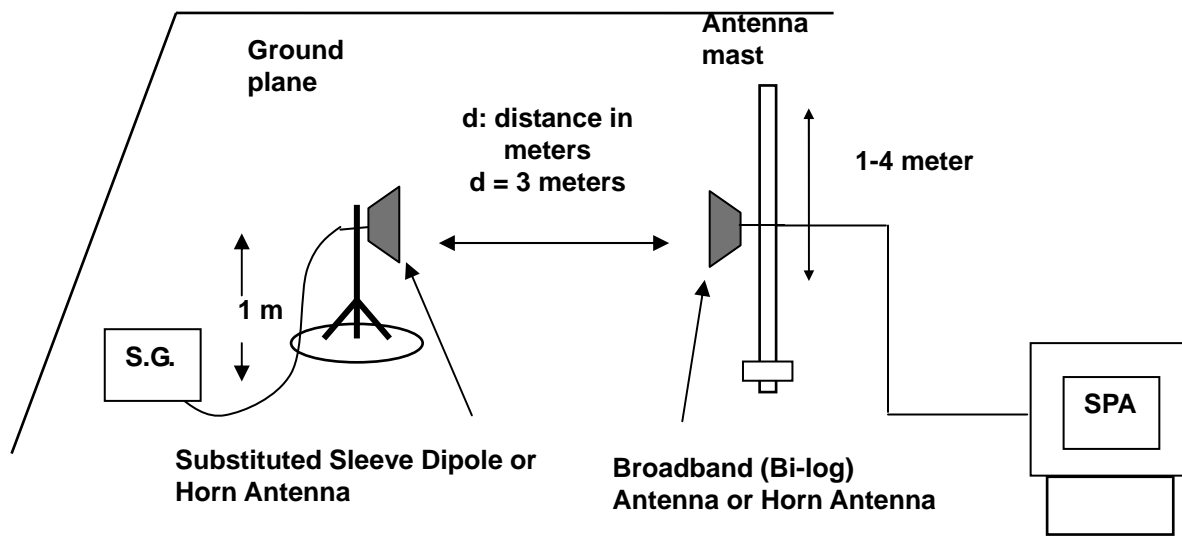 Ground
plane
Antenna
mast
d: distance in
meters
d = 3 meters
1-4 meter
1 m
S.G.
SPA
Substituted Sleeve Dipole or
Horn Antenna
Broadband (Bi-log)
Antenna or Horn Antenna